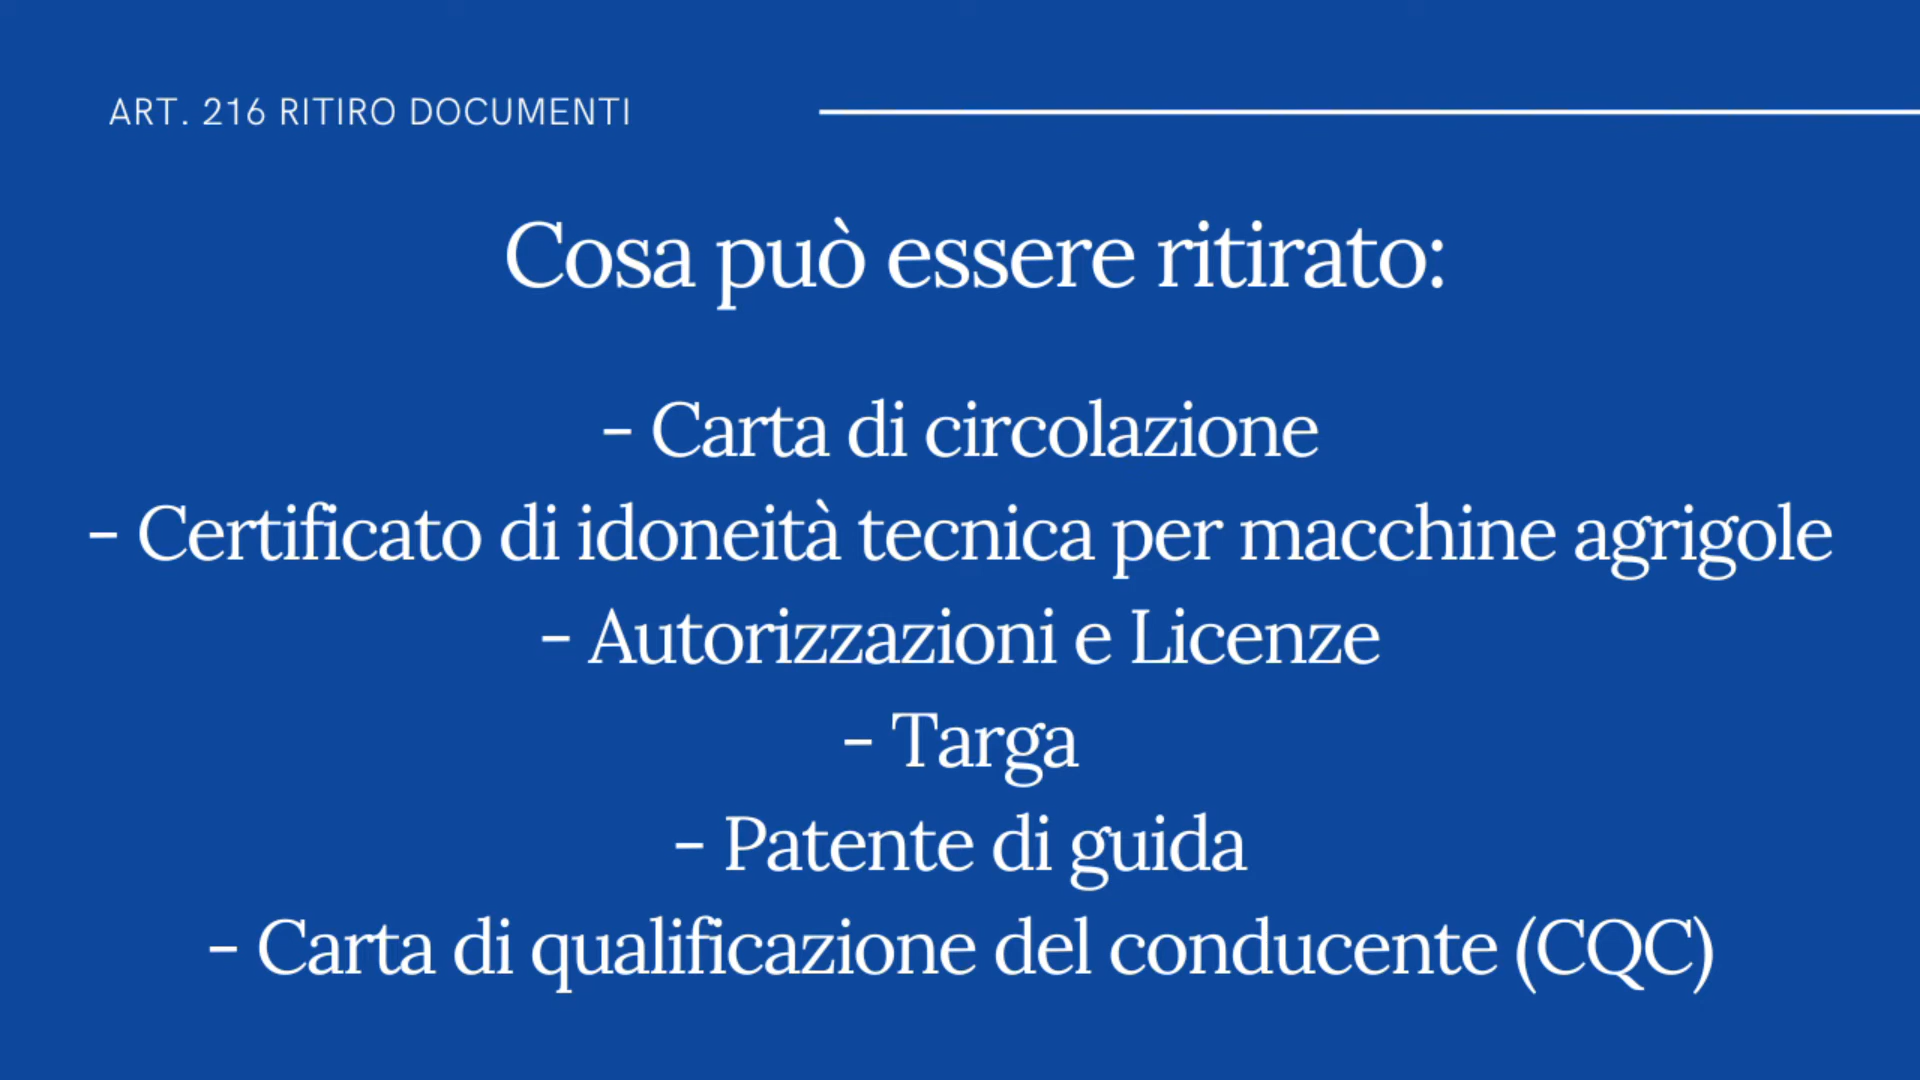 ART. 216 RITIRO DOCUMENTI
Cosa può essere ritirato:
- Carta di circolazione
- Certificato di idoneità tecnica per macchine agrigole
- Autorizzazioni e Licenze
- Targa
- Patente di guida
- Carta di qualificazione del conducente (CQC)